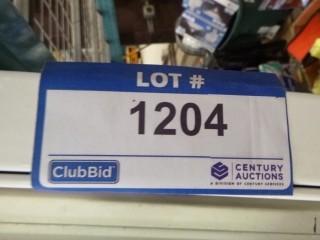 LOT #
1204
ClubBid
CENTURY
AUCTIONS
A DIVISION OF CENTURY SERVICES